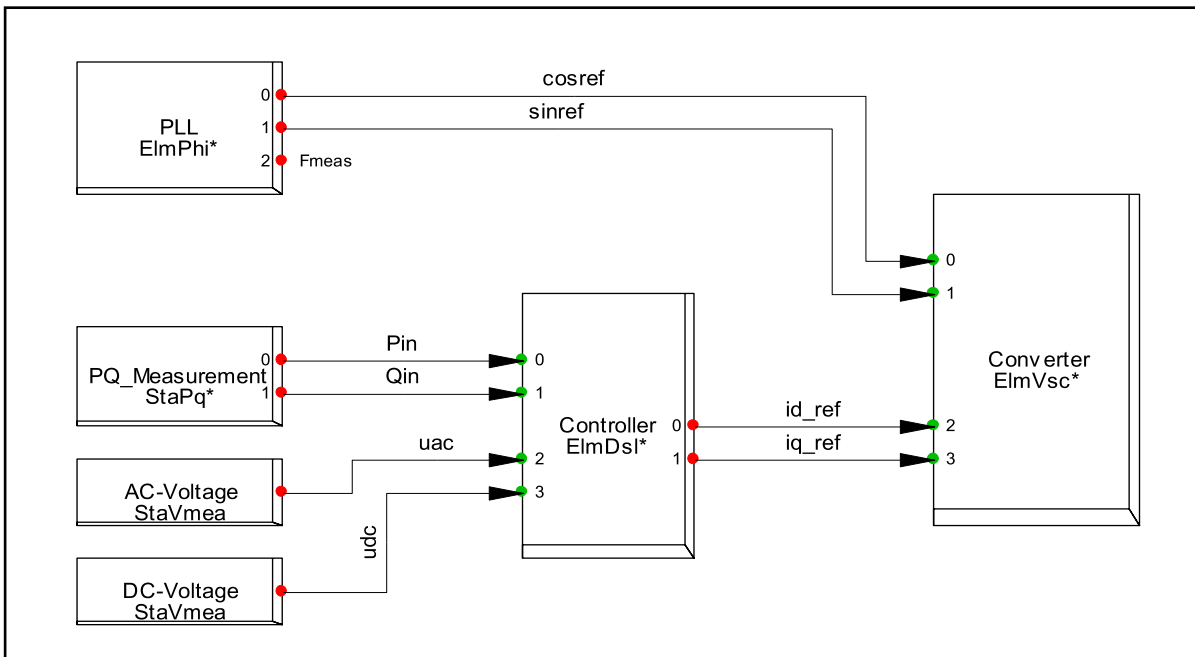 cosref
0
sinref
PLL
ElmPhi*
1
2
Fmeas
0
1
Converter
ElmVsc*
0
Pin
0
PQ_Measurement
StaPq*
1
Qin
1
Controller
ElmDsl*
0
id_ref
2
1
iq_ref
3
uac
2
AC-Voltage
StaVmea
3
udc
DC-Voltage
StaVmea